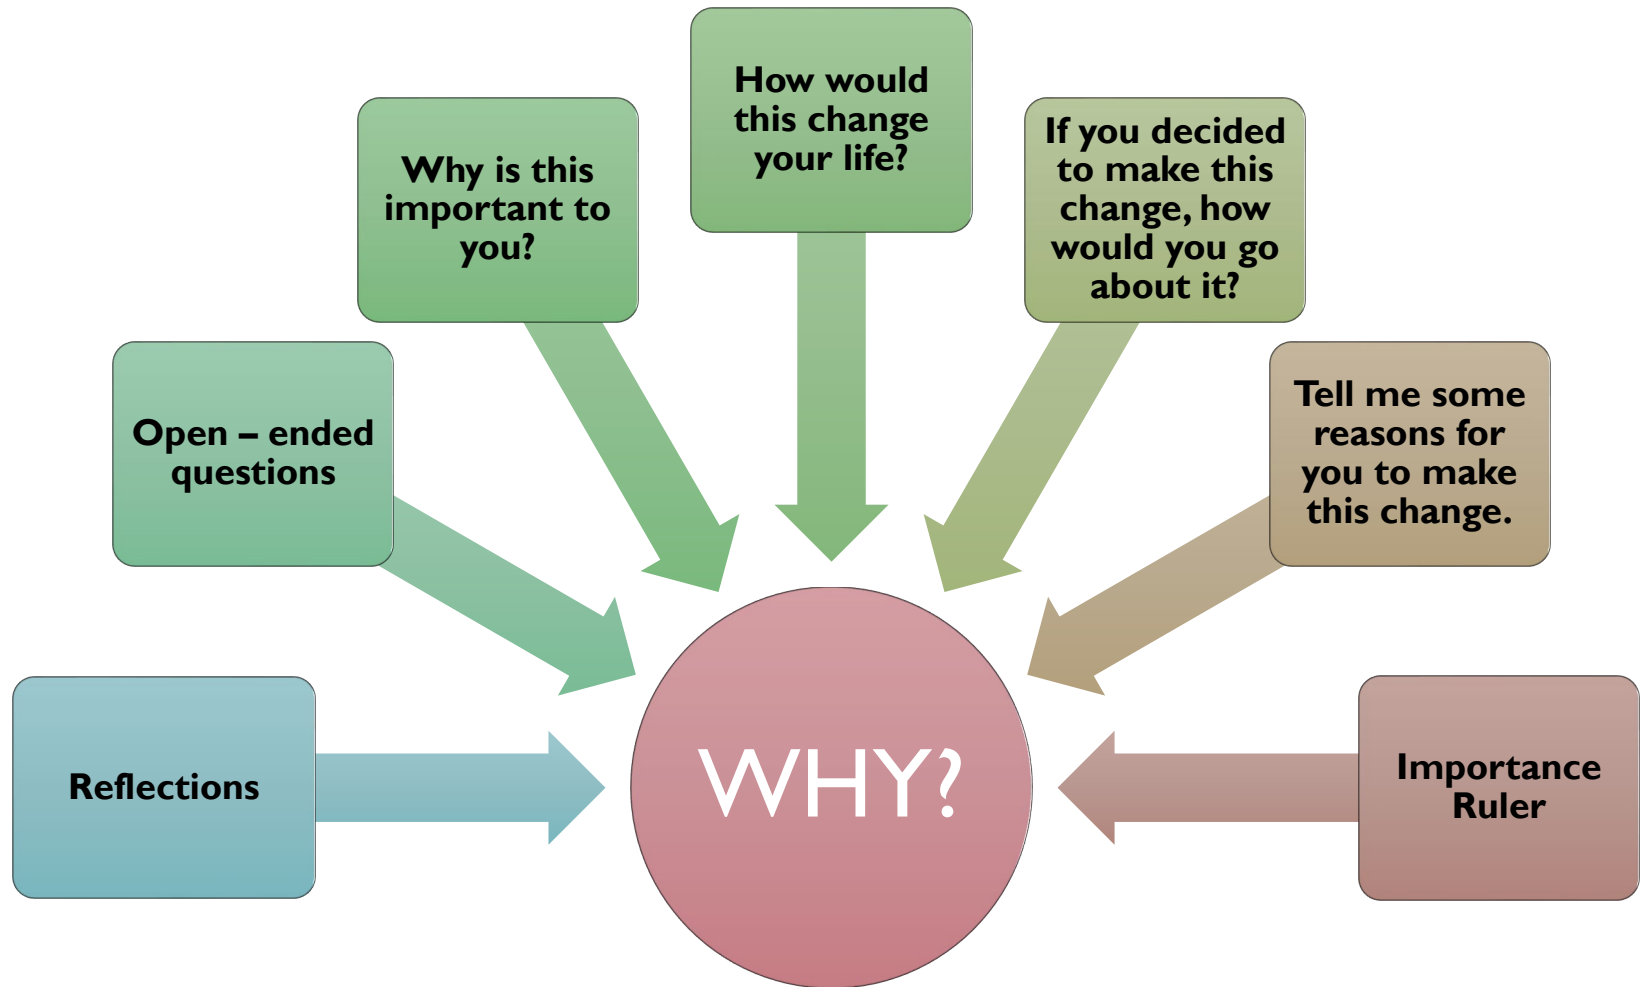 How would
this change
your life?
Why is this
important to
you?
If you decided
to make this
change, how
would you go
about it?
Open – ended
questions
Tell me some
reasons for
you to make
this change.
Reflections
WHY?
Importance
Ruler